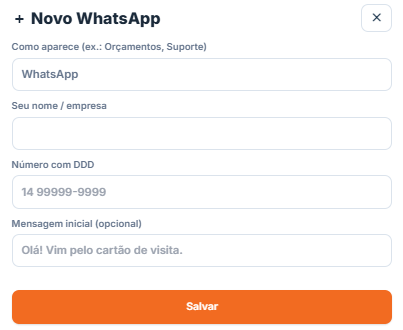 + Novo WhatsApp
×
Como aparece (ex.: Orçamentos, Suporte)
WhatsApp
Seu nome / empresa
Número com DDD
14 99999-9999
Mensagem inicial (opcional)
Olá! Vim pelo cartão de visita.
Salvar